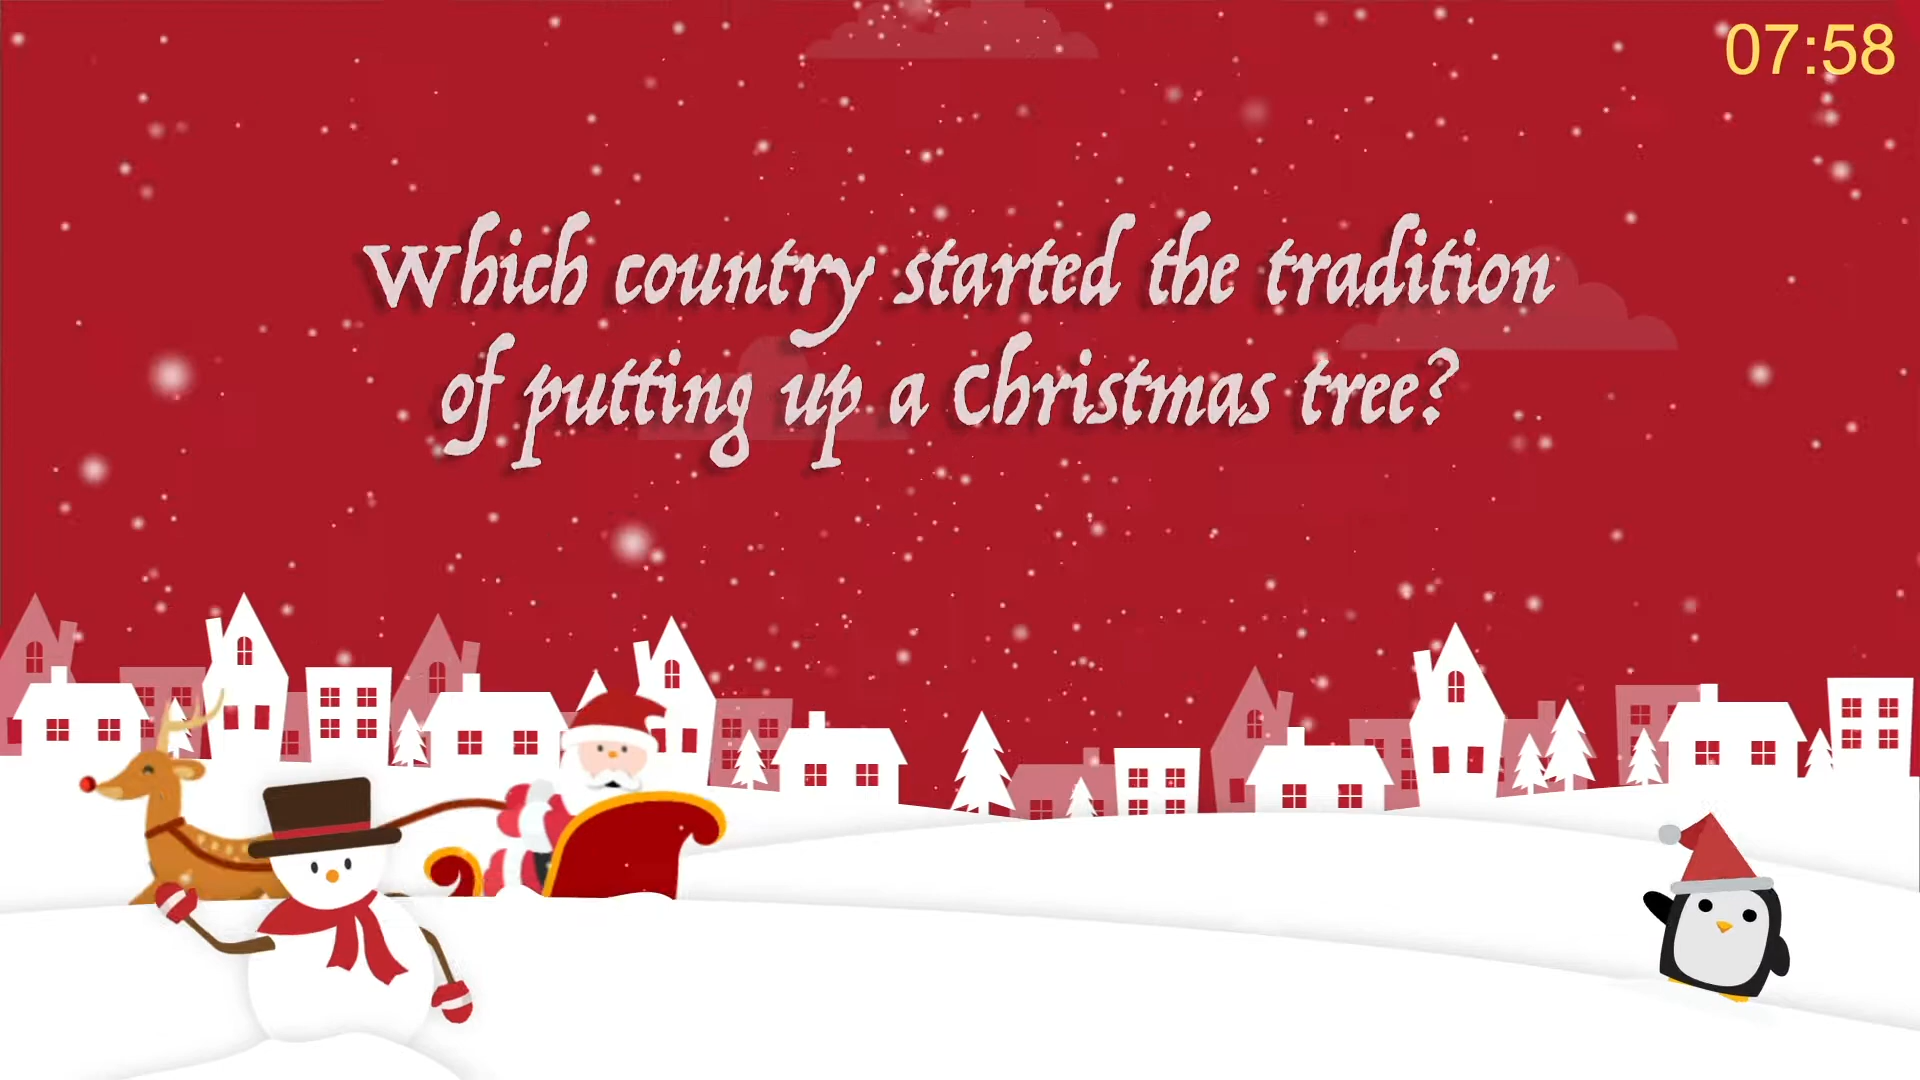 07:58
Which country started the tradition
of putting up a Christmas tree?